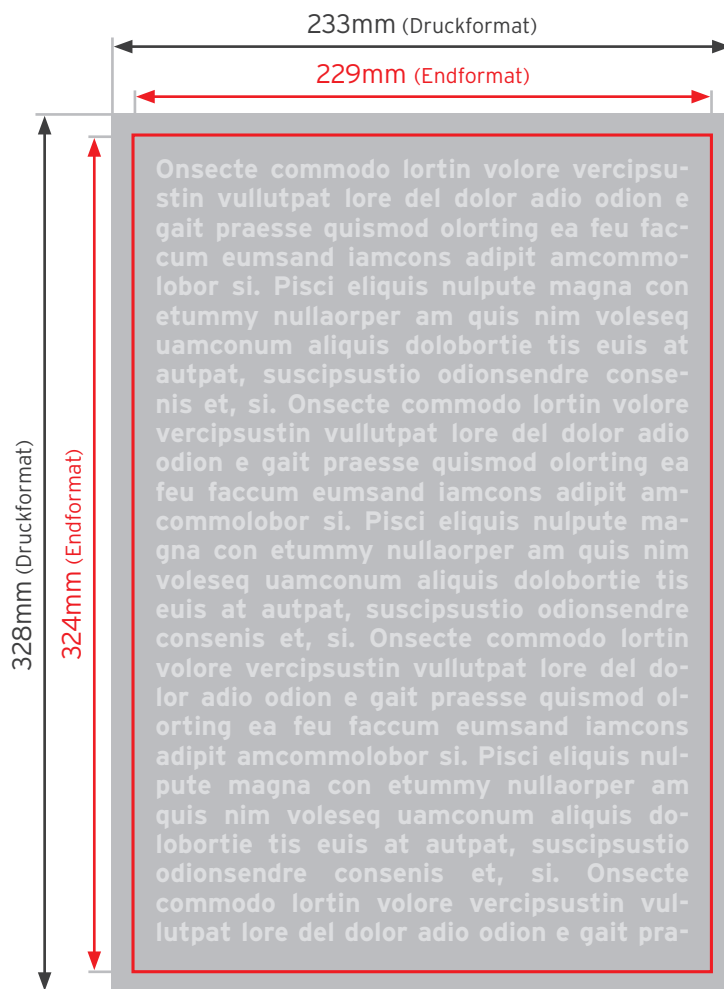 233mm (Druckformat)
229mm (Endformat)
328mm (Druckformat)
324mm (Endformat)
Onsecte commodo lortin volore vercipsu-
stin vullutpat lore del dolor adio odion e
gait praesse quismod olorting ea feu fac-
cum eumsand iamcons adipit amcommo-
lobor si. Pisci eliquis nulpute magna con
etummy nullaorper am quis nim voleseq
uamconum aliquis dolobortie tis euis at
autpat, suscipsustio odionsendre conse-
nis et, si. Onsecte commodo lortin volore
vercipsustin vullutpat lore del dolor adio
odion e gait praesse quismod olorting ea
feu faccum eumsand iamcons adipit am-
commolobor si. Pisci eliquis nulpute ma-
gna con etummy nullaorper am quis nim
voleseq uamconum aliquis dolobortie tis
euis at autpat, suscipsustio odionsendre
consenis et, si. Onsecte commodo lortin
volore vercipsustin vullutpat lore del do-
lor adio odion e gait praesse quismod ol-
orting ea feu faccum eumsand iamcons
adipit amcommolobor si. Pisci eliquis nul-
pute magna con etummy nullaorper am
quis nim voleseq uamconum aliquis do-
lobortie tis euis at autpat, suscipsustio
odionsendre consenis et, si. Onsecte
commodo lortin volore vercipsustin vul-
lutpat lore del dolor adio odion e gait pra-